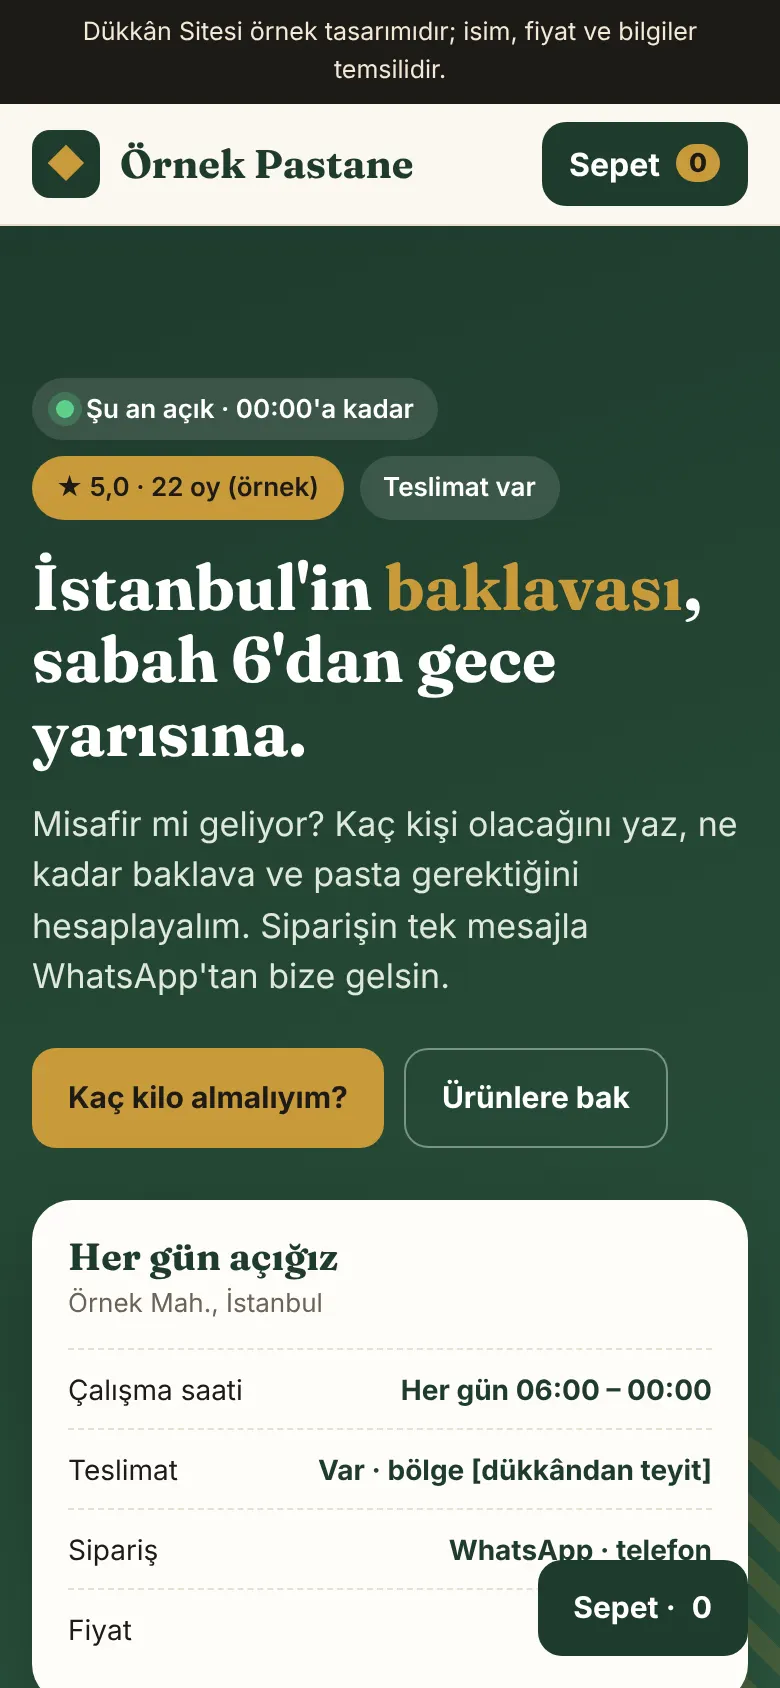 Dükkân Sitesi örnek tasarımıdır; isim, fiyat ve bilgiler
temsilidir.
Örnek Pastane
Sepet 0
Şu an açık · 00:00'a kadar
★ 5,0 · 22 oy (örnek)
Teslimat var
İstanbul'in baklavası,
sabah 6'dan gece
yarısına.
Misafir mi geliyor? Kaç kişi olacağını yaz, ne
kadar baklava ve pasta gerektiğini
hesaplayalım. Siparişin tek mesajla
WhatsApp'tan bize gelsin.
Kaç kilo almalıyım?
Ürünlere bak
Her gün açığız
Örnek Mah., İstanbul
Çalışma saati Her gün 06:00 – 00:00
Teslimat Var · bölge [dükkândan teyit]
Sipariş WhatsApp · telefon
Fiyat
Sepet · 0